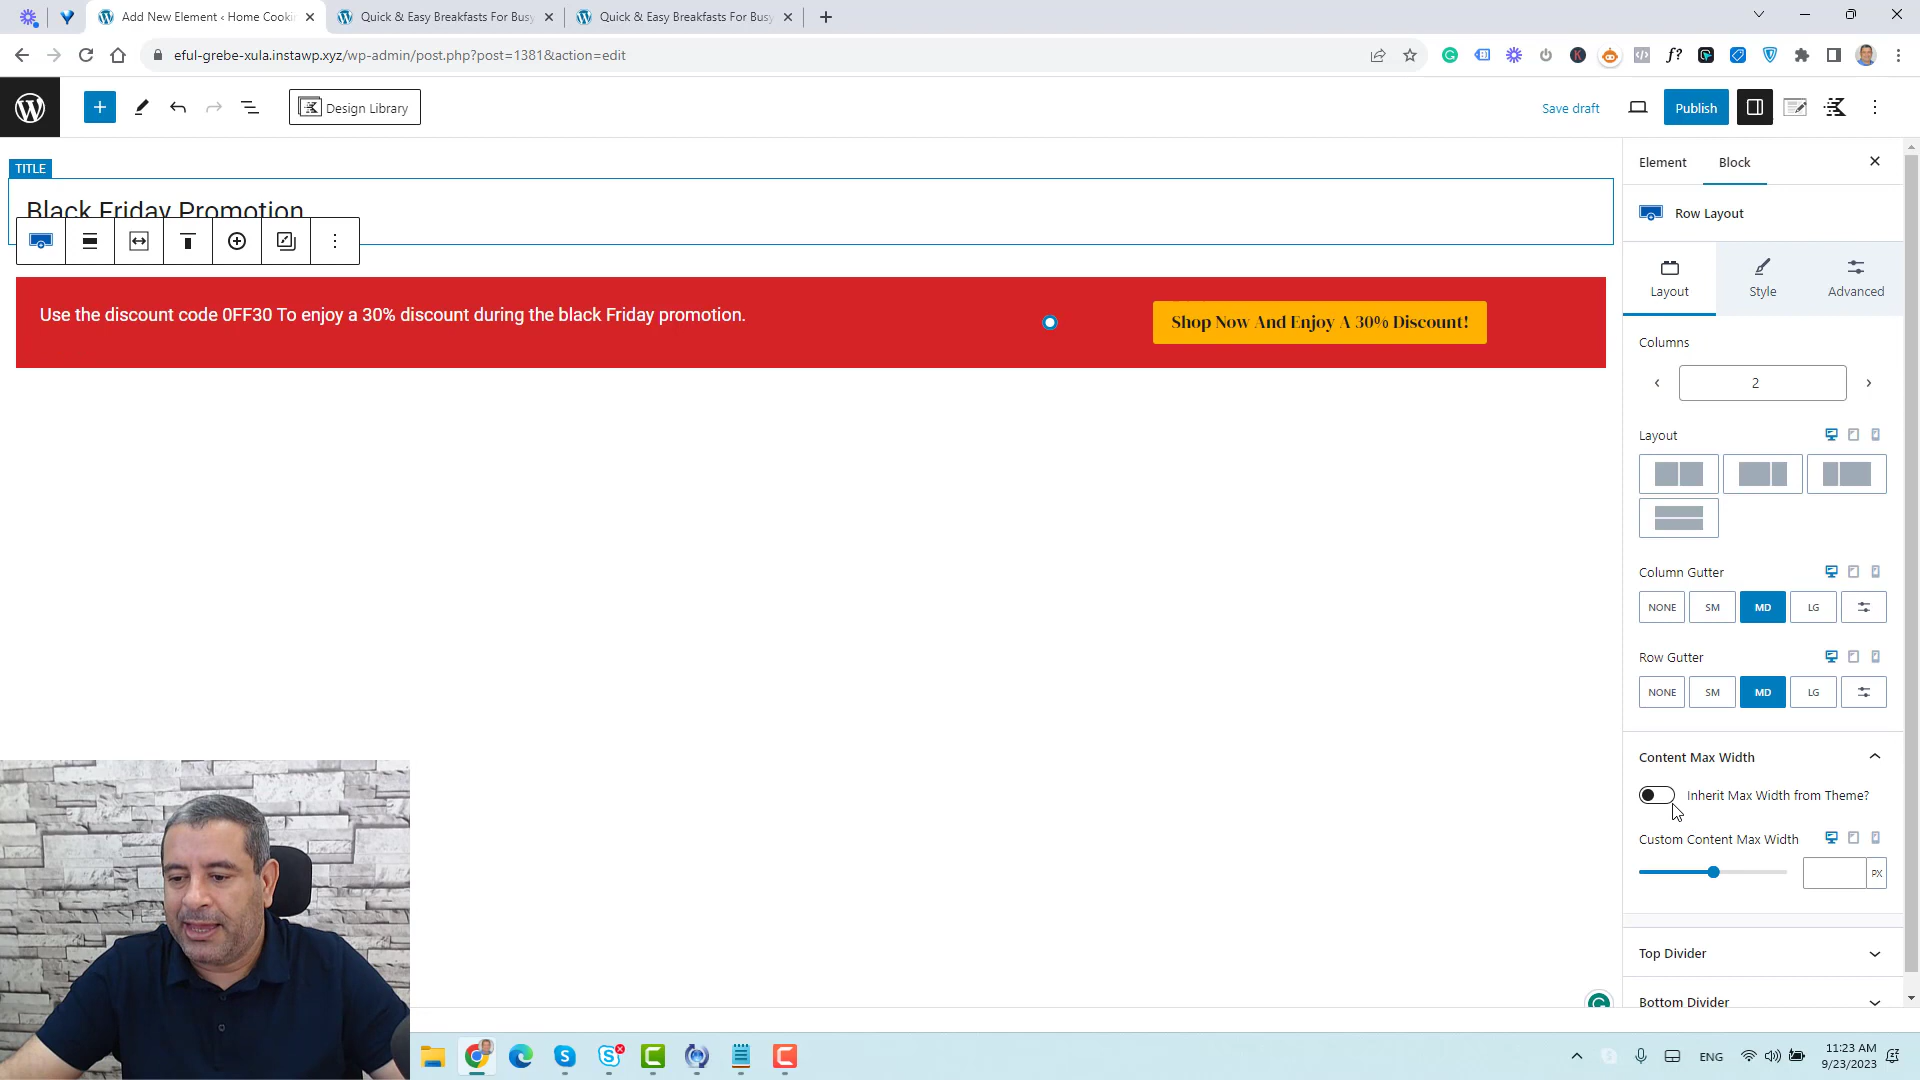 Add New Element ‹ Home Cooki
Quick & Easy Breakfasts For Busy
Quick & Easy Breakfasts For Busy
eful-grebe-xula.instawp.xyz/wp-admin/post.php?post=1381&action=edit
Design Library
Save draft
Publish
TITLE
Black Friday Promotion
Use the discount code 0FF30 To enjoy a 30% discount during the black Friday promotion.
Shop Now And Enjoy A 30% Discount!
Element
Block
Row Layout
Layout
Style
Advanced
Columns
2
Layout
Column Gutter
NONE
SM
MD
LG
Row Gutter
NONE
SM
MD
LG
Content Max Width
Inherit Max Width from Theme?
Custom Content Max Width
PX
Top Divider
Bottom Divider
ENG
11:23 AM
9/23/2023